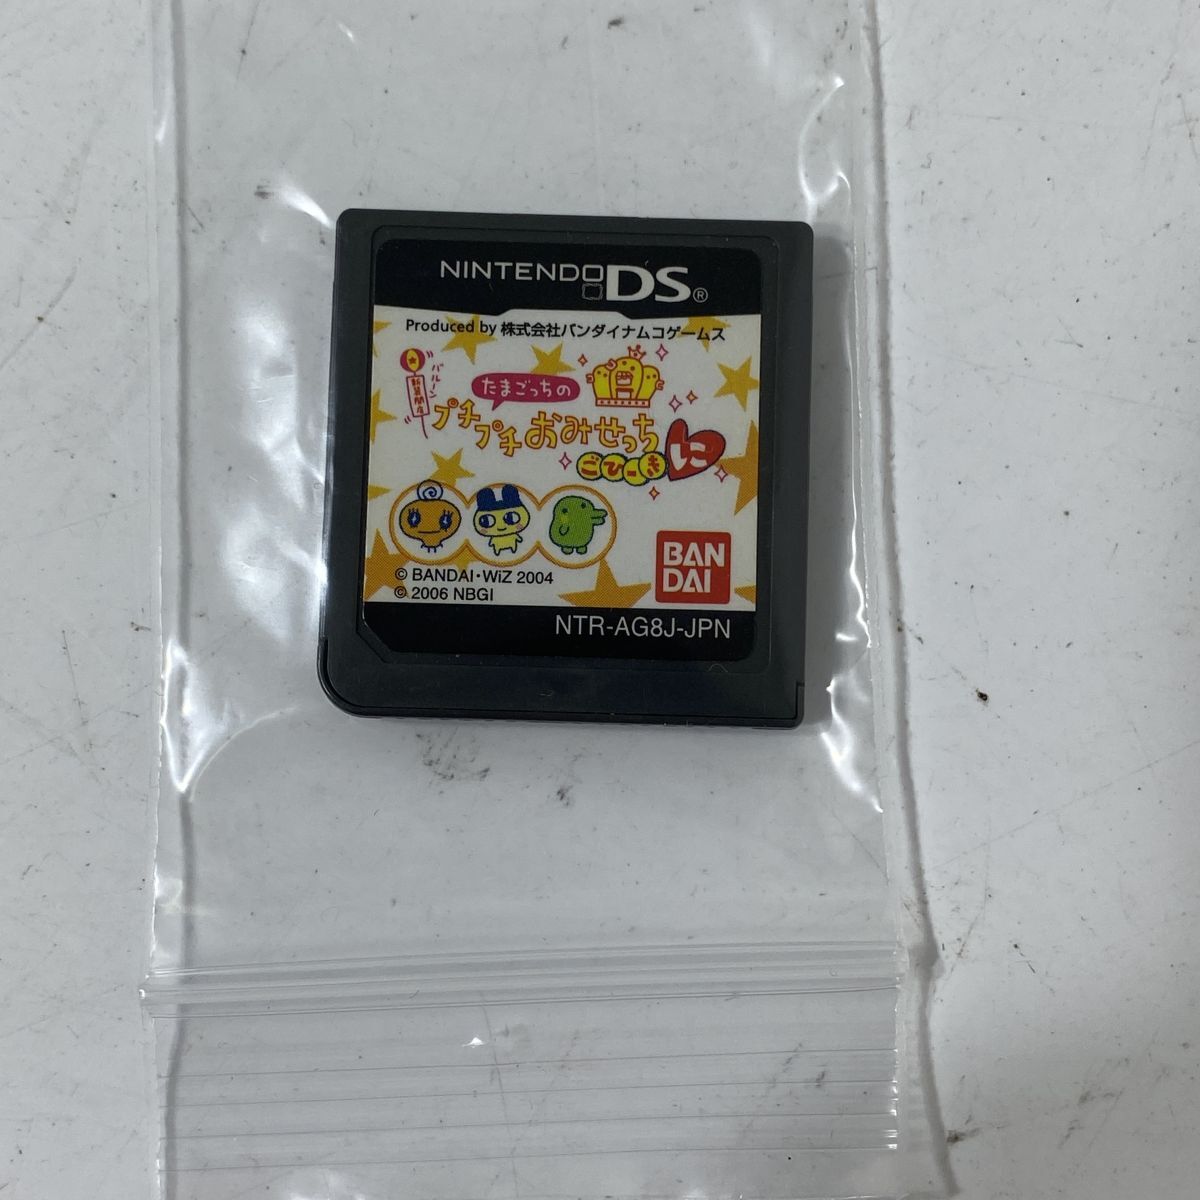 NINTENDO DS®
Produced by 株式会社バンダイナムコゲームス
バルーン
新装開店
たまごっちの
プチプチおみせっち
ごひーきに
© BANDAI・WiZ 2004
© 2006 NBGI
BAN
DAI
NTR-AG8J-JPN